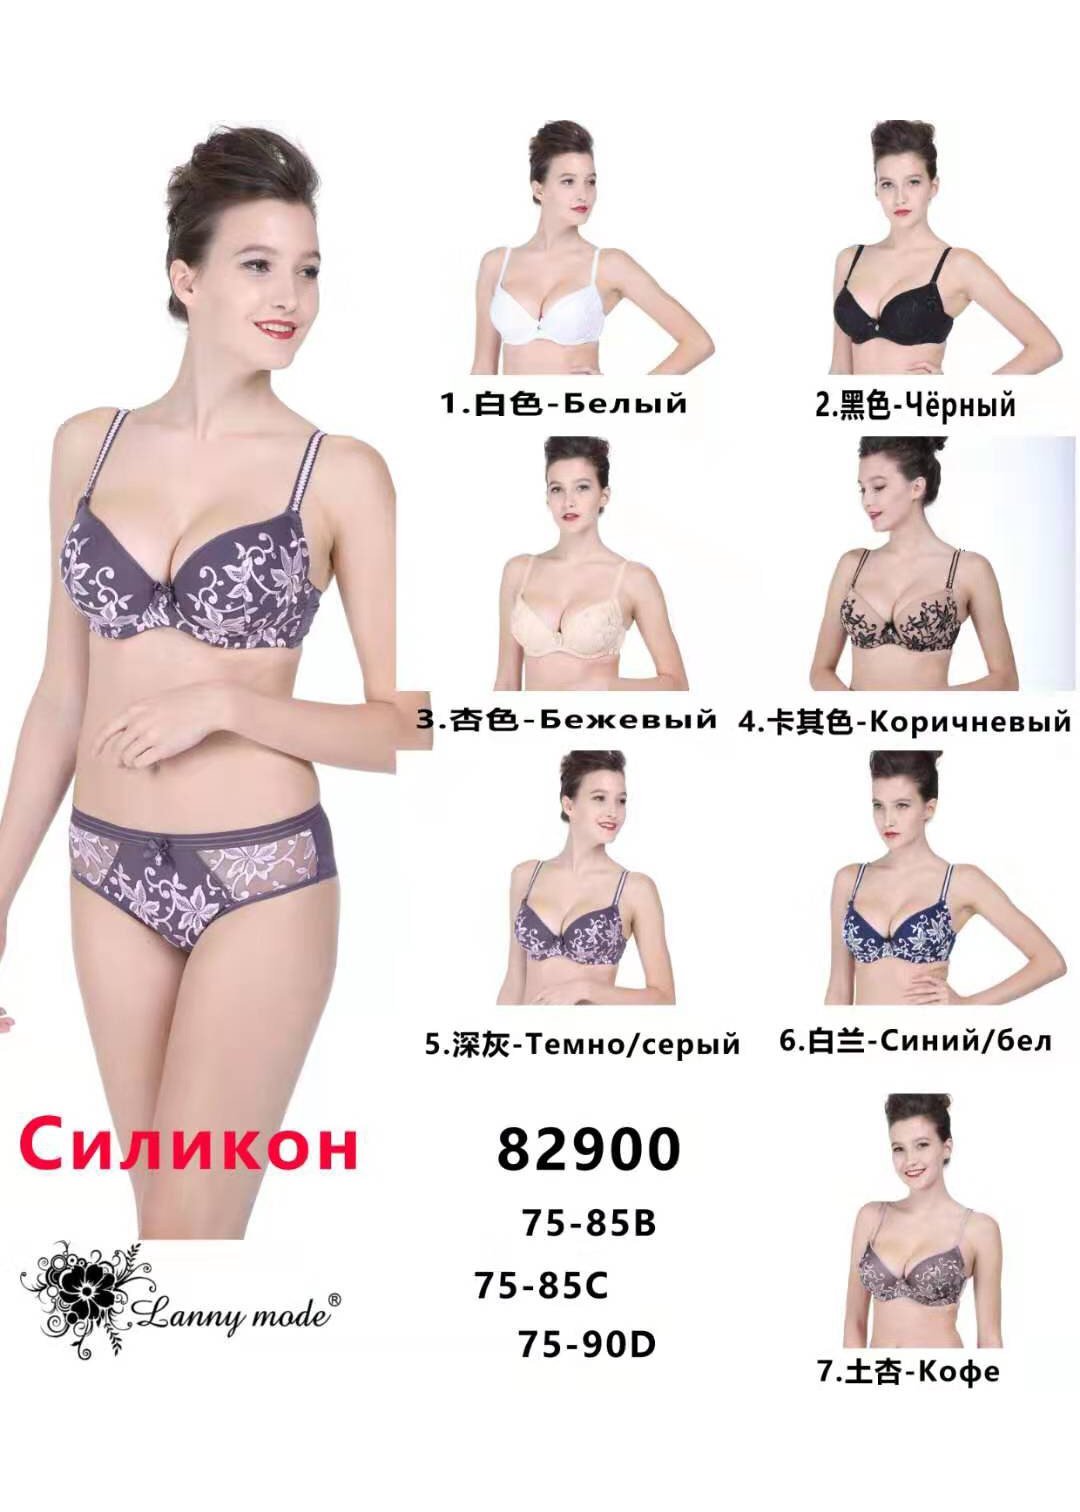 1.白色-Белый
2.黑色-Чёрный
3.杏色-Бежевый
4.卡其色-Коричневый
5.深灰-Темно/серый
6.白兰-Синий/бел
Силикон
82900
75-85B
75-85C
75-90D
Lanny mode®
7.土杏-Кофе